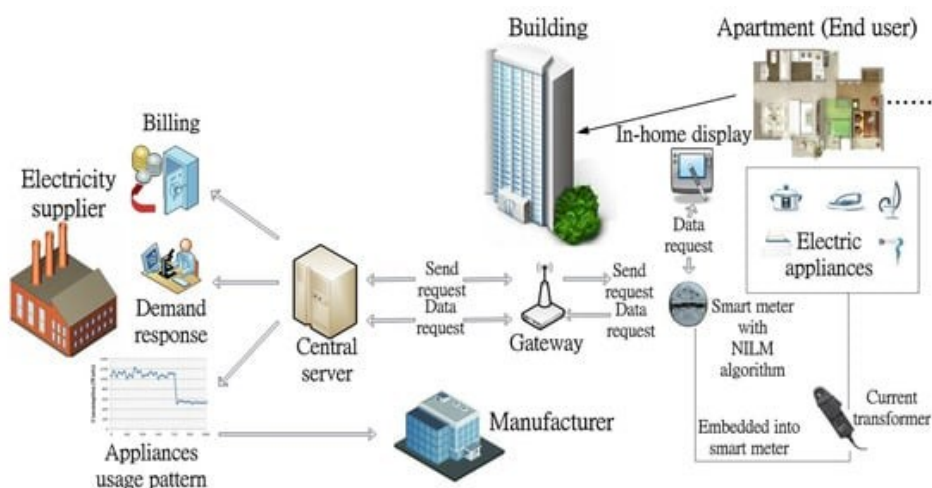 Building
Apartment (End user)
Billing
In-home display
Electricity
supplier
Data
request
Electric
appliances
Demand
response
Send
request
Data
request
Central
server
Gateway
Send
request
Data
request
Smart meter
with
NILM
algorithm
Current
transformer
Embedded into
smart meter
Manufacturer
Appliances
usage pattern